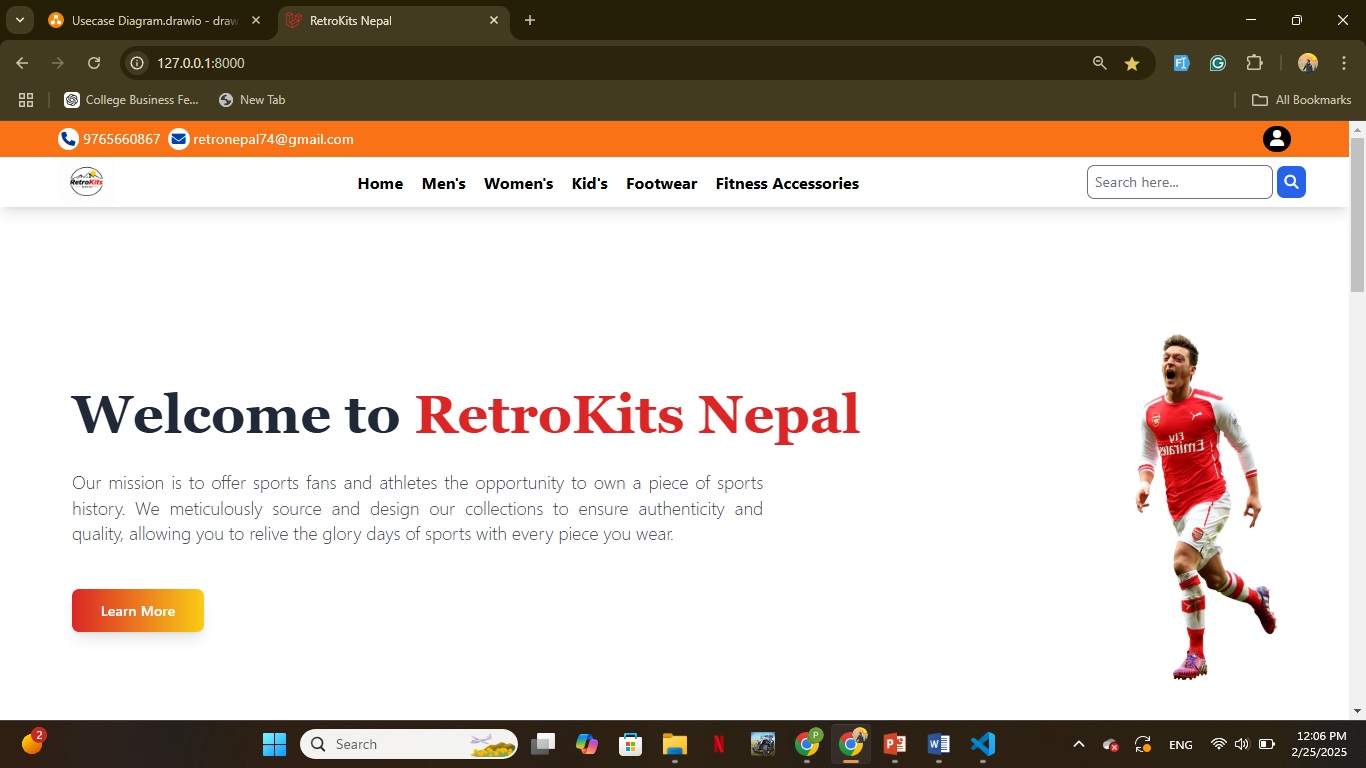 Usecase Diagram.drawio - draw
RetroKits Nepal
127.0.0.1:8000
College Business Fe...
New Tab
All Bookmarks
9765660867
retronepal74@gmail.com
RetroKits
Home
Men's
Women's
Kid's
Footwear
Fitness Accessories
Search here...
Welcome to RetroKits Nepal
Our mission is to offer sports fans and athletes the opportunity to own a piece of sports
history. We meticulously source and design our collections to ensure authenticity and
quality, allowing you to relive the glory days of sports with every piece you wear.
Learn More
Fly
Emirates
2
Search
P
ENG
12:06 PM
2/25/2025